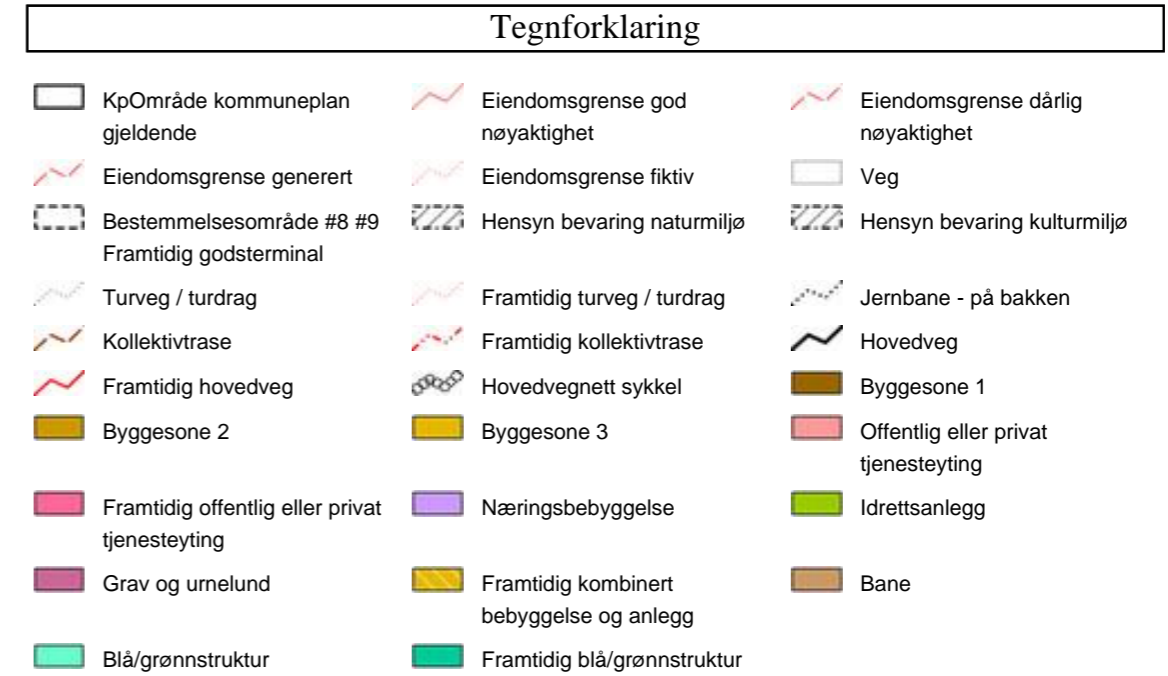 Tegnforklaring
KpOmråde kommuneplan
gjeldende
Eiendomsgrense god
nøyaktighet
Eiendomsgrense dårlig
nøyaktighet
Eiendomsgrense generert
Eiendomsgrense fiktiv
Veg
Bestemmelsesområde #8 #9
Framtidig godsterminal
Hensyn bevaring naturmiljø
Hensyn bevaring kulturmiljø
Turveg / turdrag
Framtidig turveg / turdrag
Jernbane - på bakken
Kollektivtrase
Framtidig kollektivtrase
Hovedveg
Framtidig hovedveg
Hovedvegnett sykkel
Byggesone 1
Byggesone 2
Byggesone 3
Offentlig eller privat
tjenesteyting
Framtidig offentlig eller privat
tjenesteyting
Næringsbebyggelse
Idrettsanlegg
Grav og urnelund
Framtidig kombinert
bebyggelse og anlegg
Bane
Blå/grønnstruktur
Framtidig blå/grønnstruktur